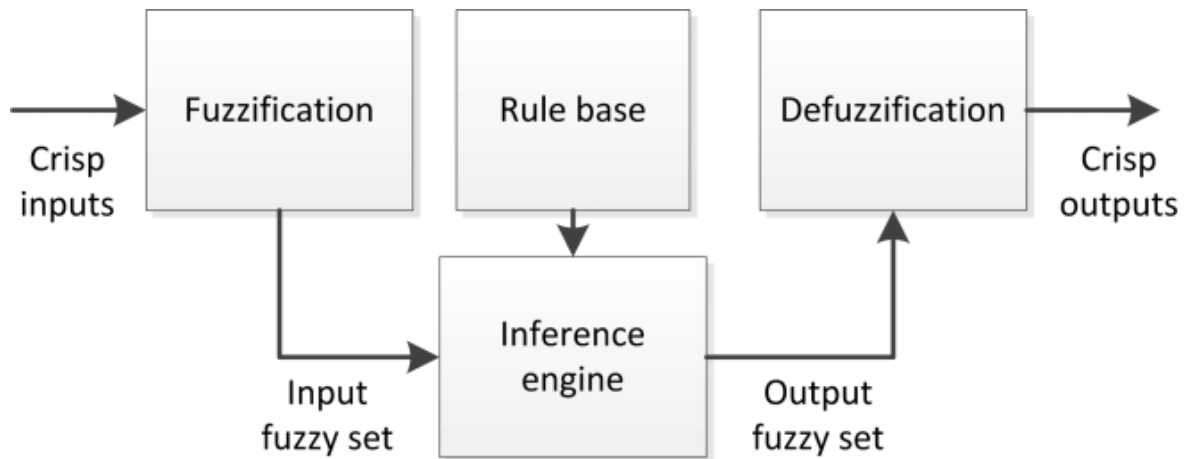 Fuzzification
Rule base
Defuzzification
Crisp
inputs
Crisp
outputs
Inference
engine
Input
fuzzy set
Output
fuzzy set